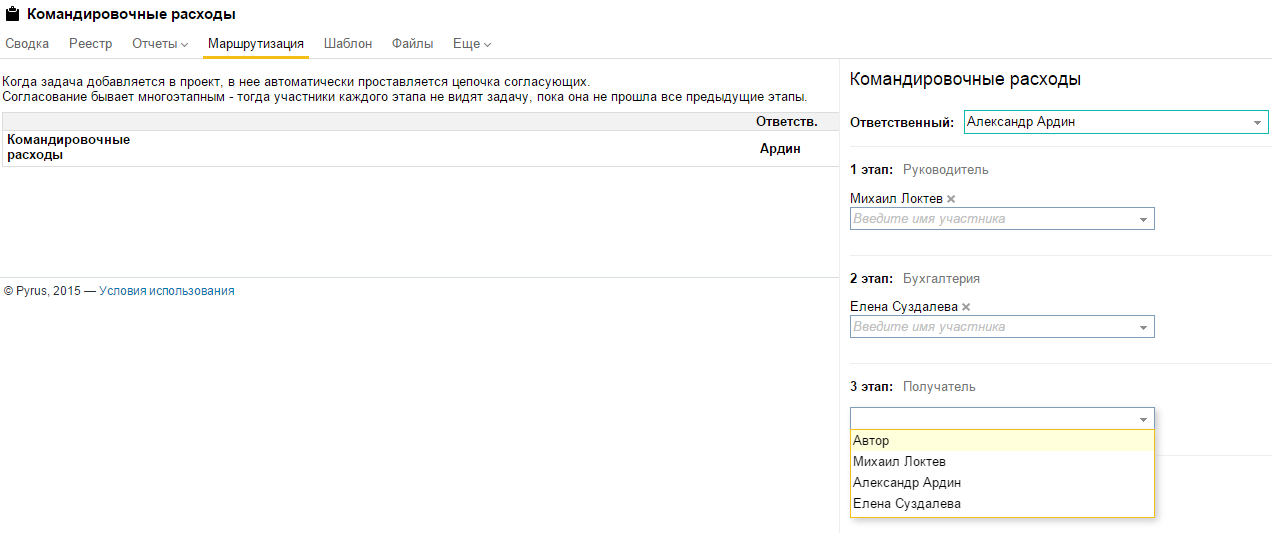 Командировочные расходы
Сводка Реестр Отчеты Маршрутизация Шаблон Файлы Еще
Когда задача добавляется в проект, в нее автоматически проставляется цепочка согласующих.
Согласование бывает многоэтапным - тогда участники каждого этапа не видят задачу, пока она не прошла все предыдущие этапы.
Ответств.
Командировочные
расходы
Ардин
© Pyrus, 2015 — Условия использования
Командировочные расходы
Ответственный: Александр Ардин
1 этап: Руководитель
Михаил Локтев
Введите имя участника
2 этап: Бухгалтерия
Елена Суздалева
Введите имя участника
3 этап: Получатель
Автор
Михаил Локтев
Александр Ардин
Елена Суздалева